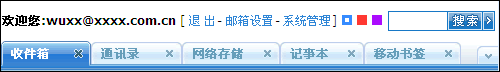 欢迎您:wuxx@xxxx.com.cn [ 退 出 - 邮箱设置 - 系统管理 ] 搜索
收件箱 通讯录 网络存储 记事本 移动书签